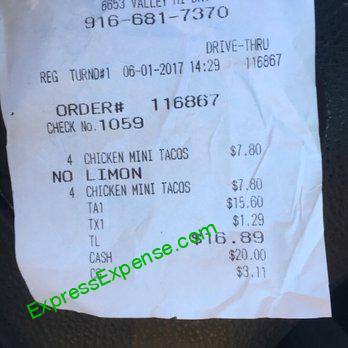 8653 VALLEY HI
916-681-7370
DRIVE-THRU
REG TURNO#1 06-01-2017 14:29 116867
ORDER# 116867
CHECK No.1059
4 CHICKEN MINI TACOS $7.80
NO LIMON
4 CHICKEN MINI TACOS $7.80
TA1 $15.60
TX1 $1.29
TL $16.89
CASH $20.00
$3.11
ExpressExpense.com